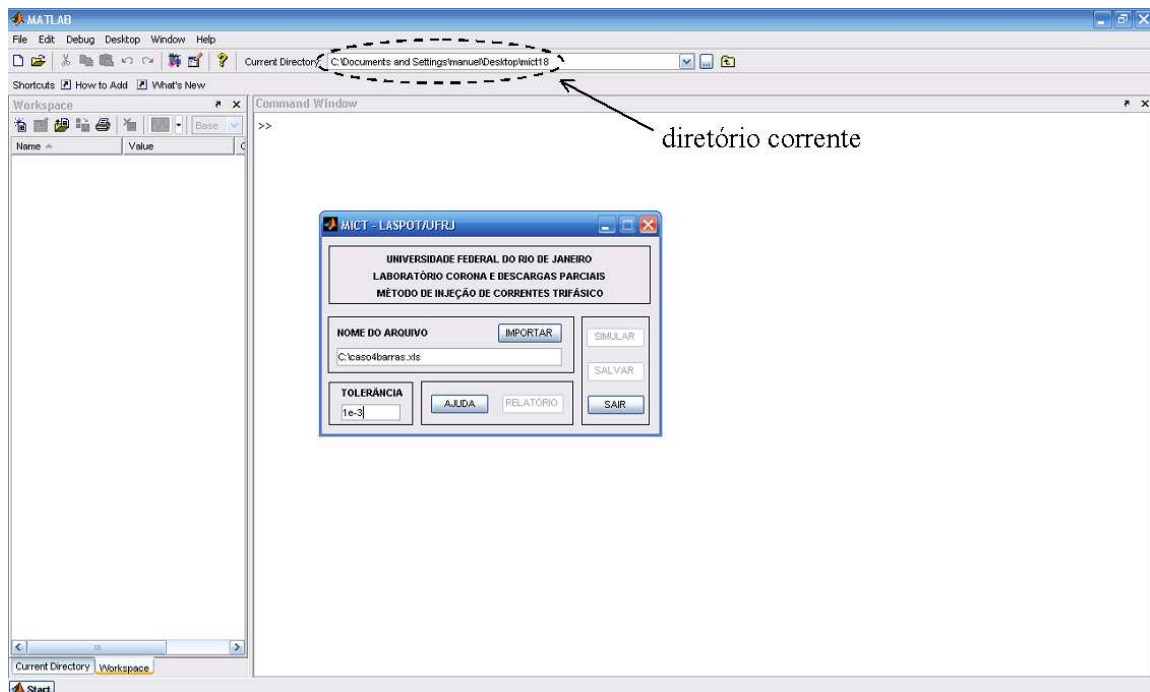 MATLAB
File Edit Debug Desktop Window Help
Current Directory: C:\Documents and Settings\manuel\Desktop\mict18
Shortcuts How to Add What's New
Workspace
Command Window
Base
>>
Name Value C
diretório corrente
MICT - LASPOT/UFRJ
UNIVERSIDADE FEDERAL DO RIO DE JANEIRO
LABORATÓRIO CORONA E DESCARGAS PARCIAIS
MÉTODO DE INJEÇÃO DE CORRENTES TRIFÁSICO
NOME DO ARQUIVO IMPORTAR
C:\caso4barras.xls
SIMULAR
SALVAR
TOLERÂNCIA
1e-3
AJUDA RELATÓRIO
SAIR
Current Directory Workspace
Start